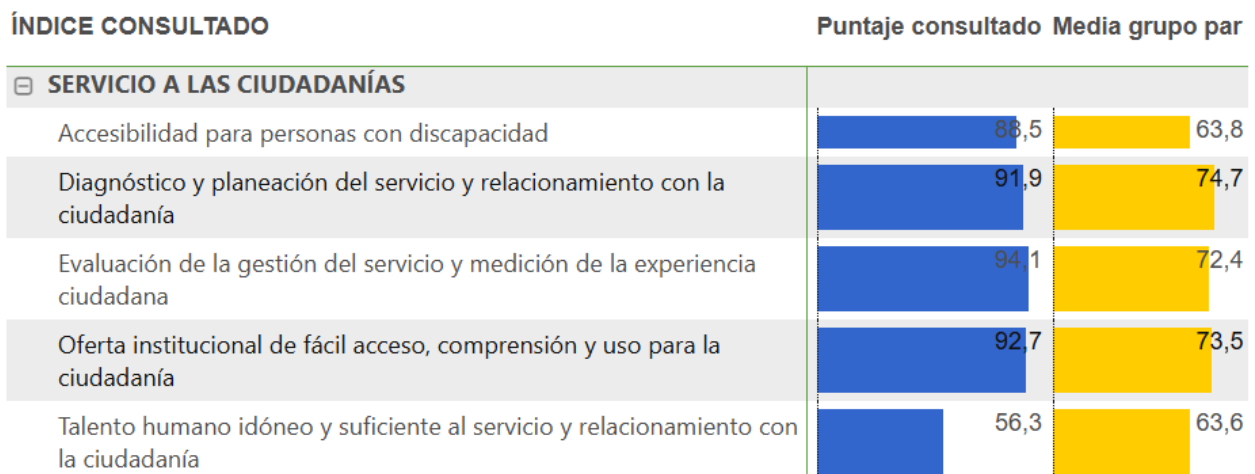 ÍNDICE CONSULTADO Puntaje consultado Media grupo par
SERVICIO A LAS CIUDADANÍAS
Accesibilidad para personas con discapacidad 88,5 63,8
Diagnóstico y planeación del servicio y relacionamiento con la 91,9 74,7
ciudadanía
Evaluación de la gestión del servicio y medición de la experiencia 94,1 72,4
ciudadana
Oferta institucional de fácil acceso, comprensión y uso para la 92,7 73,5
ciudadanía
Talento humano idóneo y suficiente al servicio y relacionamiento con 56,3 63,6
la ciudadanía